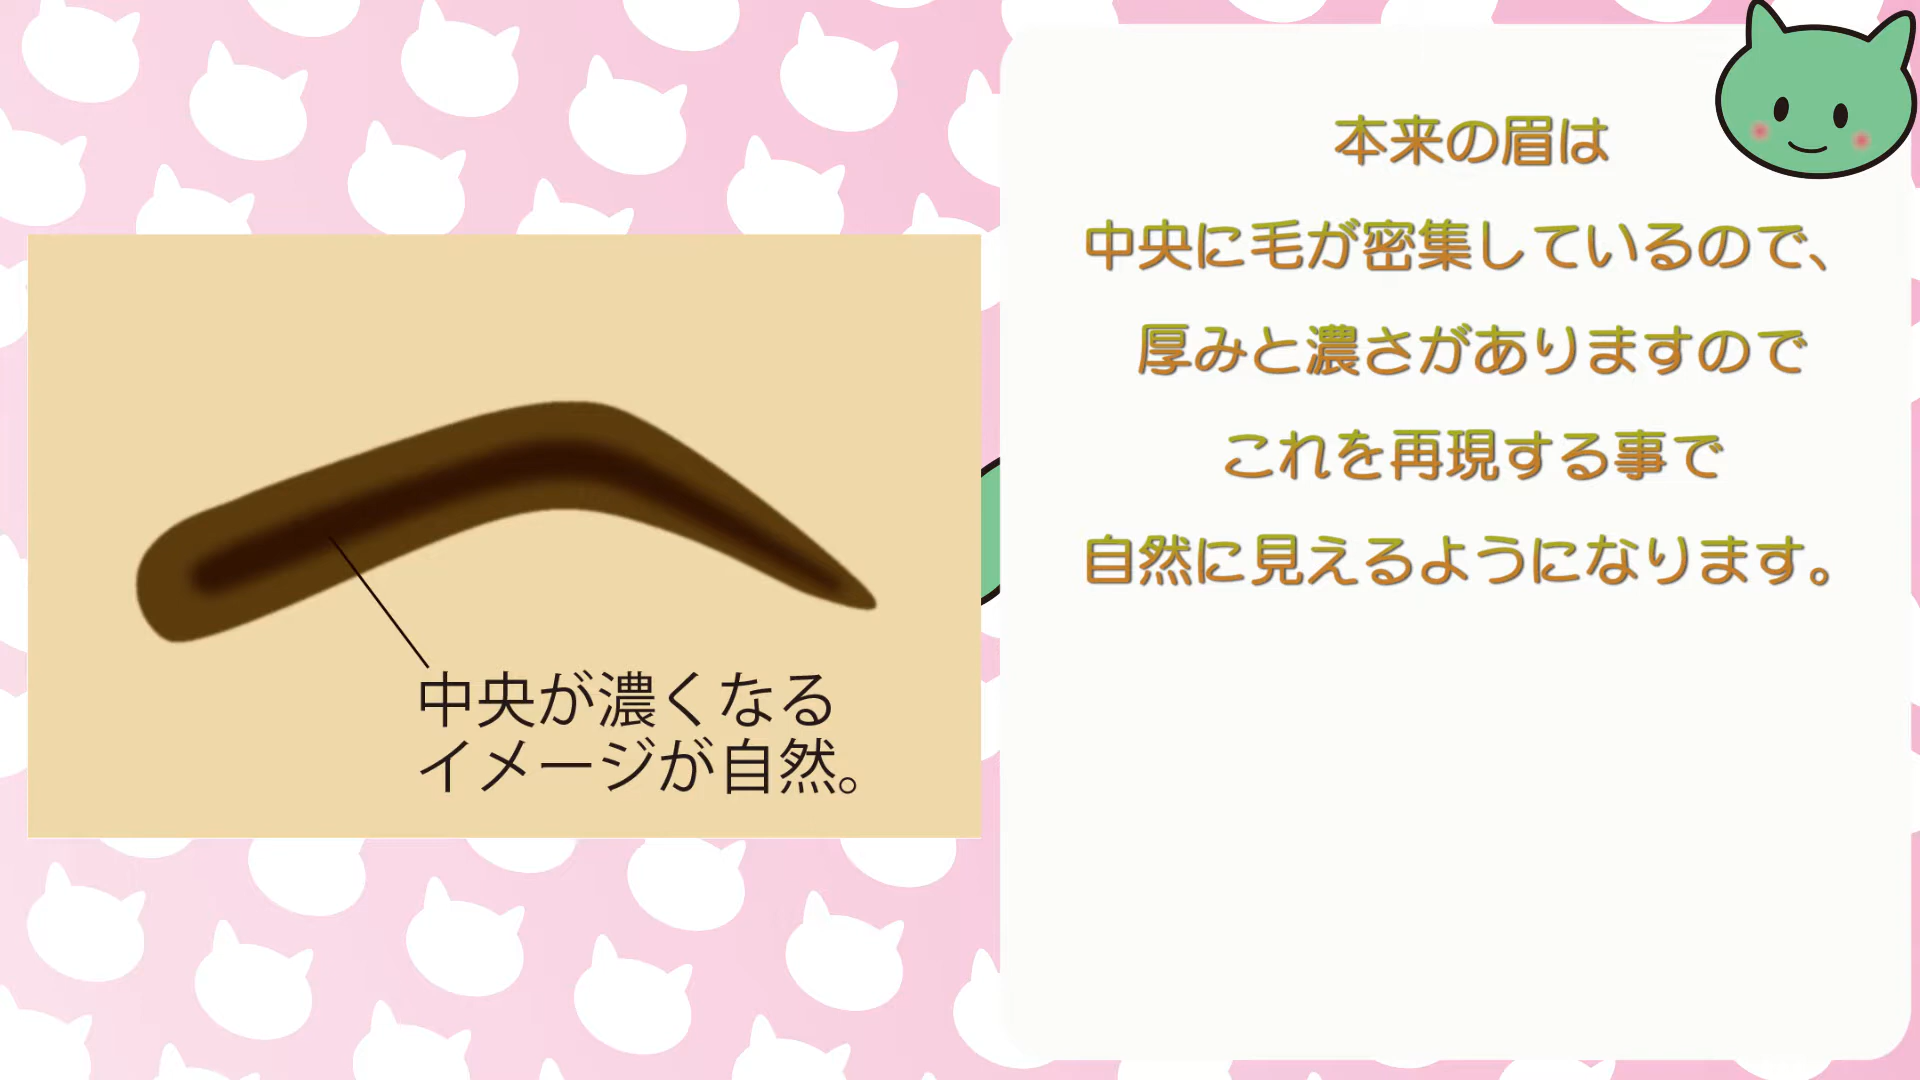 本来の眉は
中央に毛が密集しているので、
厚みと濃さがありますので
これを再現する事で
自然に見えるようになります。
中央が濃くなる
イメージが自然。